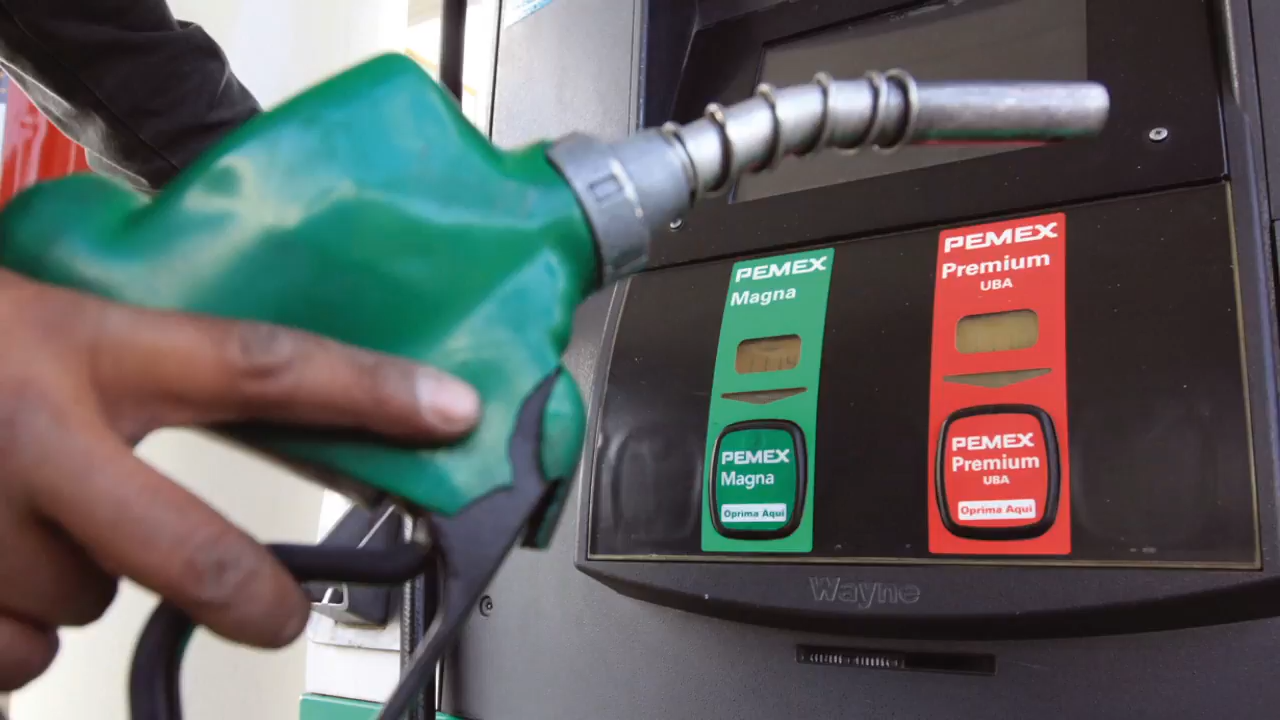 PEMEX
Magna
PEMEX
Magna
Oprima Aquí
PEMEX
Premium
UBA
PEMEX
Premium
UBA
Oprima Aquí
Wayne